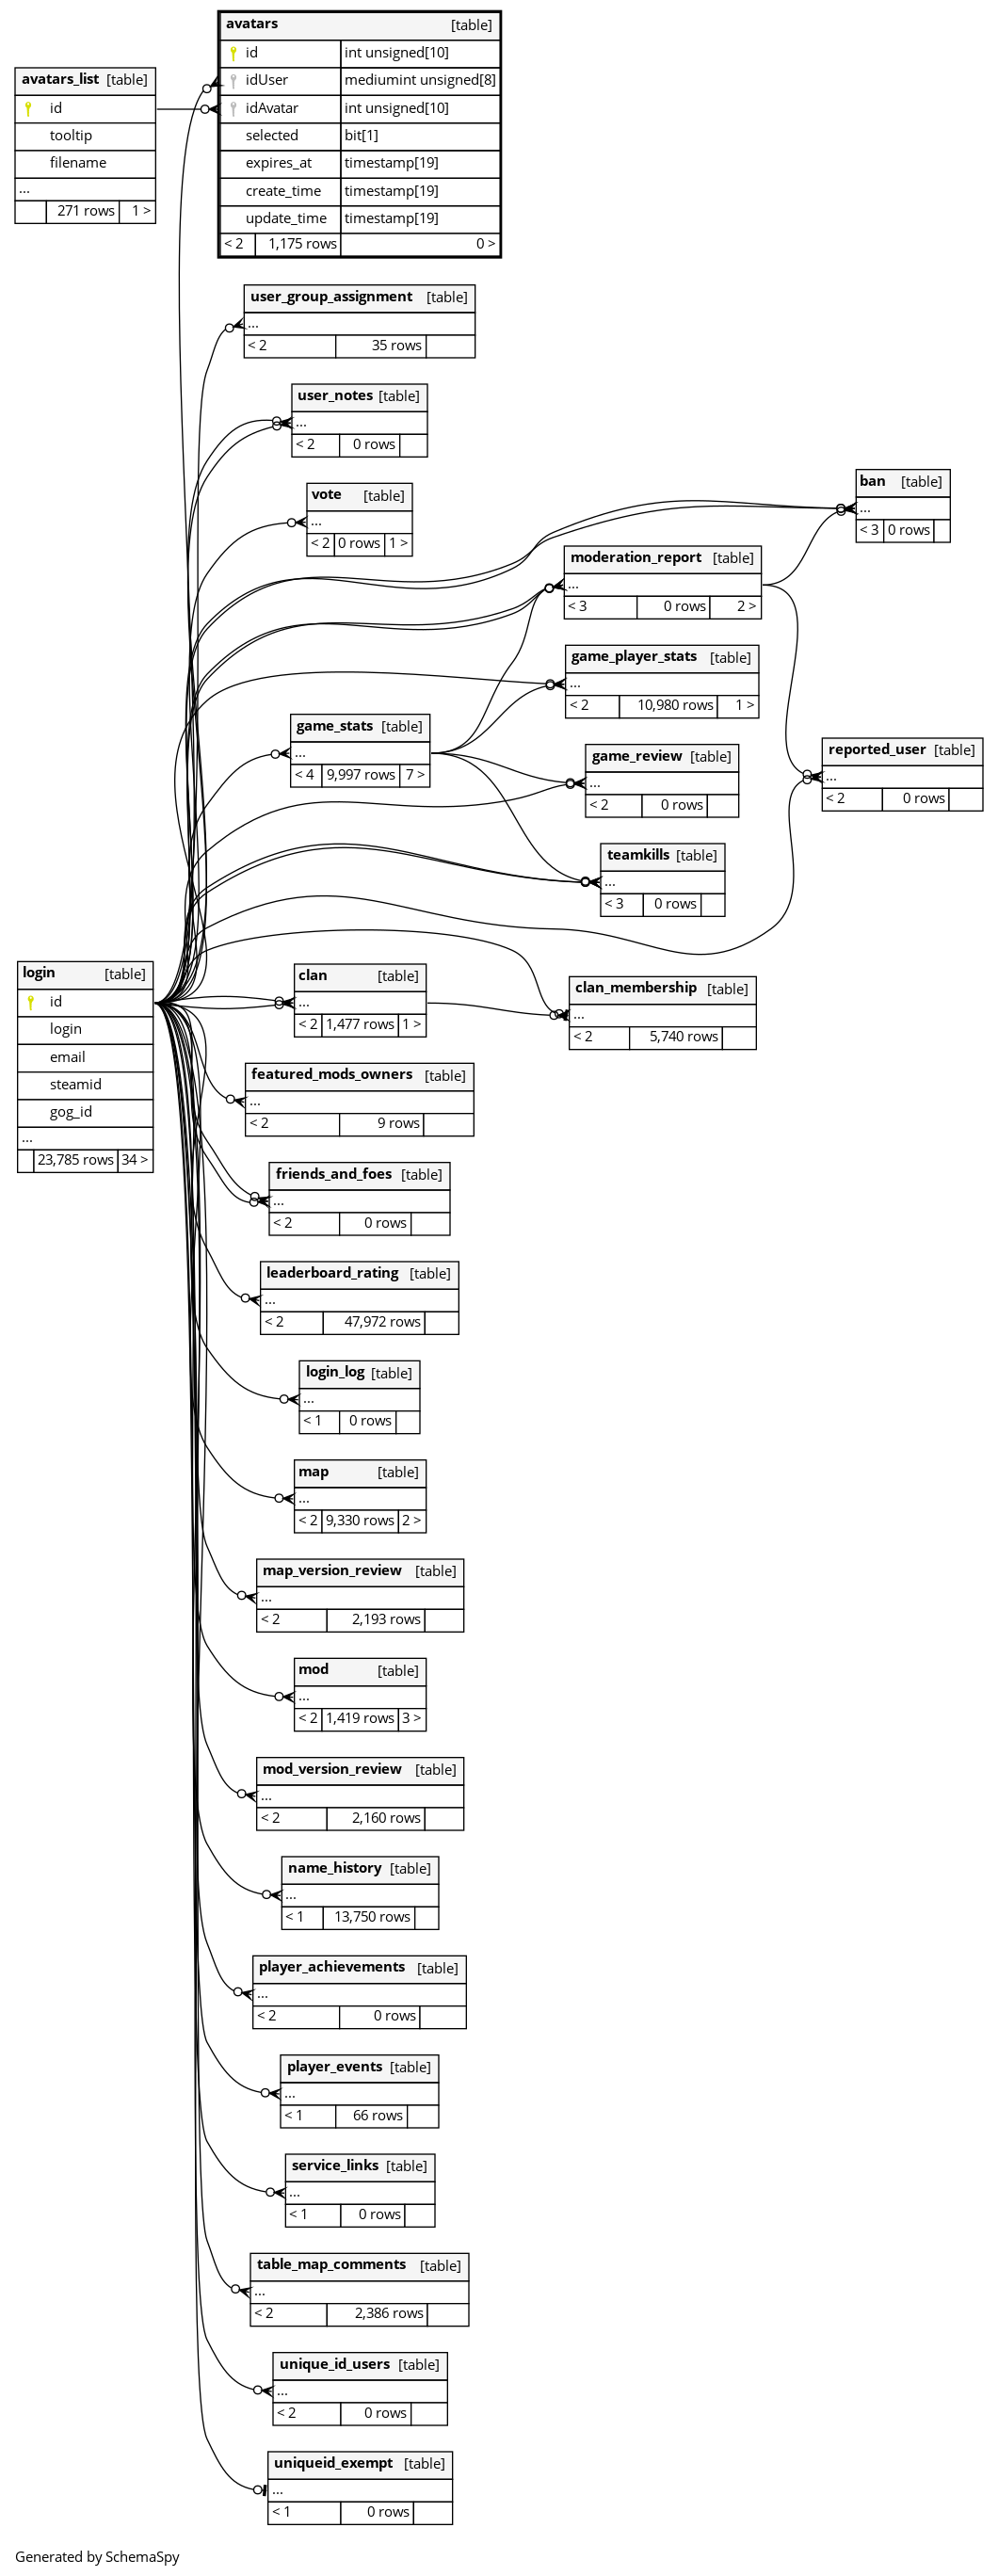 avatars [table]
id int unsigned[10]
idUser mediumint unsigned[8]
idAvatar int unsigned[10]
selected bit[1]
expires_at timestamp[19]
create_time timestamp[19]
update_time timestamp[19]
< 2 1,175 rows 0 >
avatars_list [table]
id
tooltip
filename
...
271 rows 1 >
user_group_assignment [table]
...
< 2 35 rows
user_notes [table]
...
< 2 0 rows
vote [table]
...
< 2 0 rows 1 >
ban [table]
...
< 3 0 rows
moderation_report [table]
...
< 3 0 rows 2 >
game_player_stats [table]
...
< 2 10,980 rows 1 >
game_stats [table]
...
< 4 9,997 rows 7 >
game_review [table]
...
< 2 0 rows
reported_user [table]
...
< 2 0 rows
teamkills [table]
...
< 3 0 rows
login [table]
id
login
email
steamid
gog_id
...
23,785 rows 34 >
clan [table]
...
< 2 1,477 rows 1 >
clan_membership [table]
...
< 2 5,740 rows
featured_mods_owners [table]
...
< 2 9 rows
friends_and_foes [table]
...
< 2 0 rows
leaderboard_rating [table]
...
< 2 47,972 rows
login_log [table]
...
< 1 0 rows
map [table]
...
< 2 9,330 rows 2 >
map_version_review [table]
...
< 2 2,193 rows
mod [table]
...
< 2 1,419 rows 3 >
mod_version_review [table]
...
< 2 2,160 rows
name_history [table]
...
< 1 13,750 rows
player_achievements [table]
...
< 2 0 rows
player_events [table]
...
< 1 66 rows
service_links [table]
...
< 1 0 rows
table_map_comments [table]
...
< 2 2,386 rows
unique_id_users [table]
...
< 2 0 rows
uniqueid_exempt [table]
...
< 1 0 rows
Generated by SchemaSpy